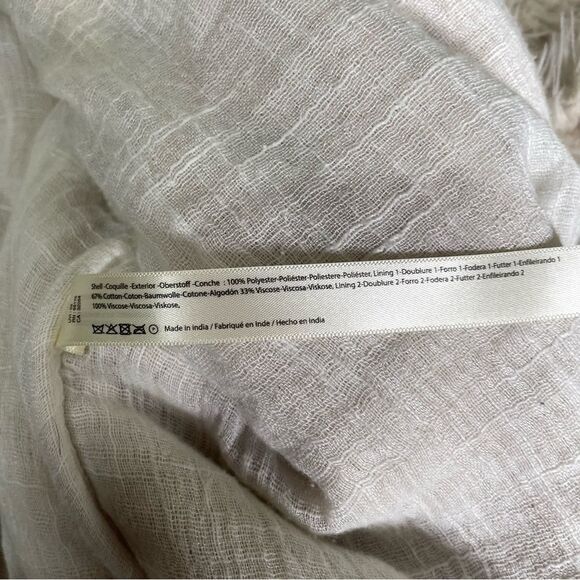 Shell-Coquille -Exterior -Oberstoff -Conche : 100% Polyester-Poliéster-Poliestere-Poliéster, Lining 1-Doublure 1-Forro 1-Fodera 1-Futter 1-Enfileirando 1
67% Cotton-Coton-Baumwolle-Cotone-Algodón 33% Viscose-Viscosa-Viskose, Lining 2-Doublure 2-Forro 2-Fodera 2-Futter 2-Enfileirando 2
100% Viscose-Viscosa-Viskose,
Made in India / Fabriqué en Inde / Hecho en India